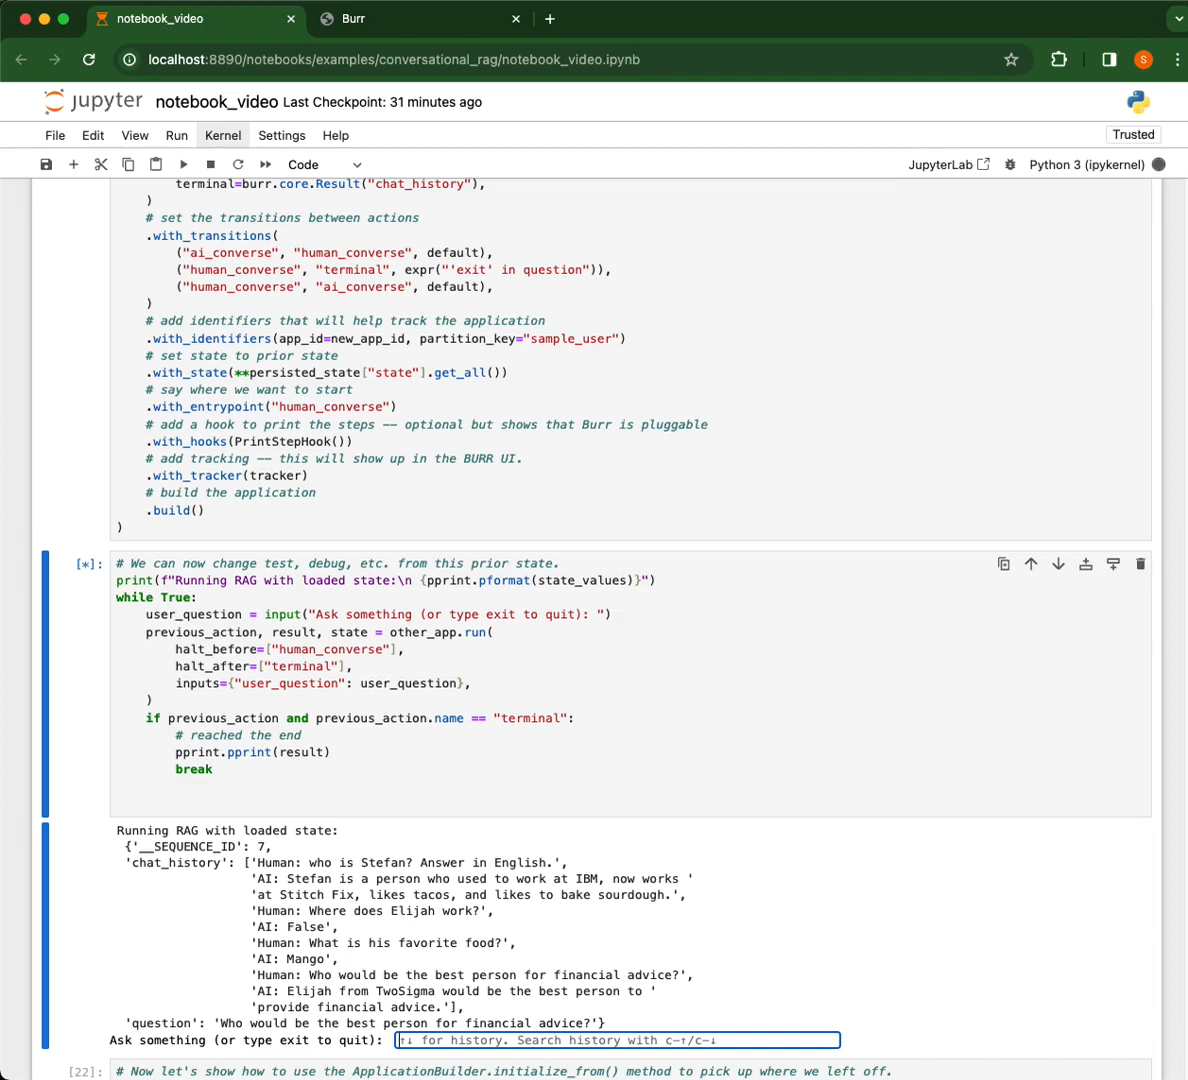 notebook_video
Burr
localhost:8890/notebooks/examples/conversational_rag/notebook_video.ipynb
S
jupyter notebook_video Last Checkpoint: 31 minutes ago
File Edit View Run Kernel Settings Help
Trusted
Code
JupyterLab
Python 3 (ipykernel)
terminal=burr.core.Result("chat_history"),
)
# set the transitions between actions
.with_transitions(
("ai_converse", "human_converse", default),
("human_converse", "terminal", expr("'exit' in question")),
("human_converse", "ai_converse", default),
)
# add identifiers that will help track the application
.with_identifiers(app_id=new_app_id, partition_key="sample_user")
# set state to prior state
.with_state(**persisted_state["state"].get_all())
# say where we want to start
.with_entrypoint("human_converse")
# add a hook to print the steps -- optional but shows that Burr is pluggable
.with_hooks(PrintStepHook())
# add tracking -- this will show up in the BURR UI.
.with_tracker(tracker)
# build the application
.build()
)
[*]:
# We can now change test, debug, etc. from this prior state.
print(f"Running RAG with loaded state:\n {pprint.pformat(state_values)}")
while True:
user_question = input("Ask something (or type exit to quit): ")
previous_action, result, state = other_app.run(
halt_before=["human_converse"],
halt_after=["terminal"],
inputs={"user_question": user_question},
)
if previous_action and previous_action.name == "terminal":
# reached the end
pprint.pprint(result)
break
Running RAG with loaded state:
{'__SEQUENCE_ID': 7,
'chat_history': ['Human: who is Stefan? Answer in English.',
'AI: Stefan is a person who used to work at IBM, now works '
'at Stitch Fix, likes tacos, and likes to bake sourdough.',
'Human: Where does Elijah work?',
'AI: False',
'Human: What is his favorite food?',
'AI: Mango',
'Human: Who would be the best person for financial advice?',
'AI: Elijah from TwoSigma would be the best person to '
'provide financial advice.'],
'question': 'Who would be the best person for financial advice?'}
Ask something (or type exit to quit): ↑↓ for history. Search history with c-↑/c-↓
[22]: # Now let's show how to use the ApplicationBuilder.initialize_from() method to pick up where we left off.